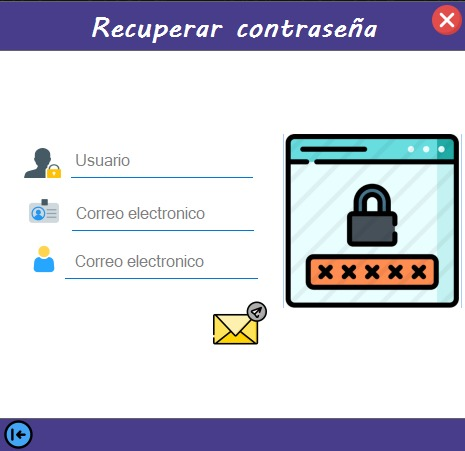 Recuperar contraseña
Usuario
Correo electronico
Correo electronico